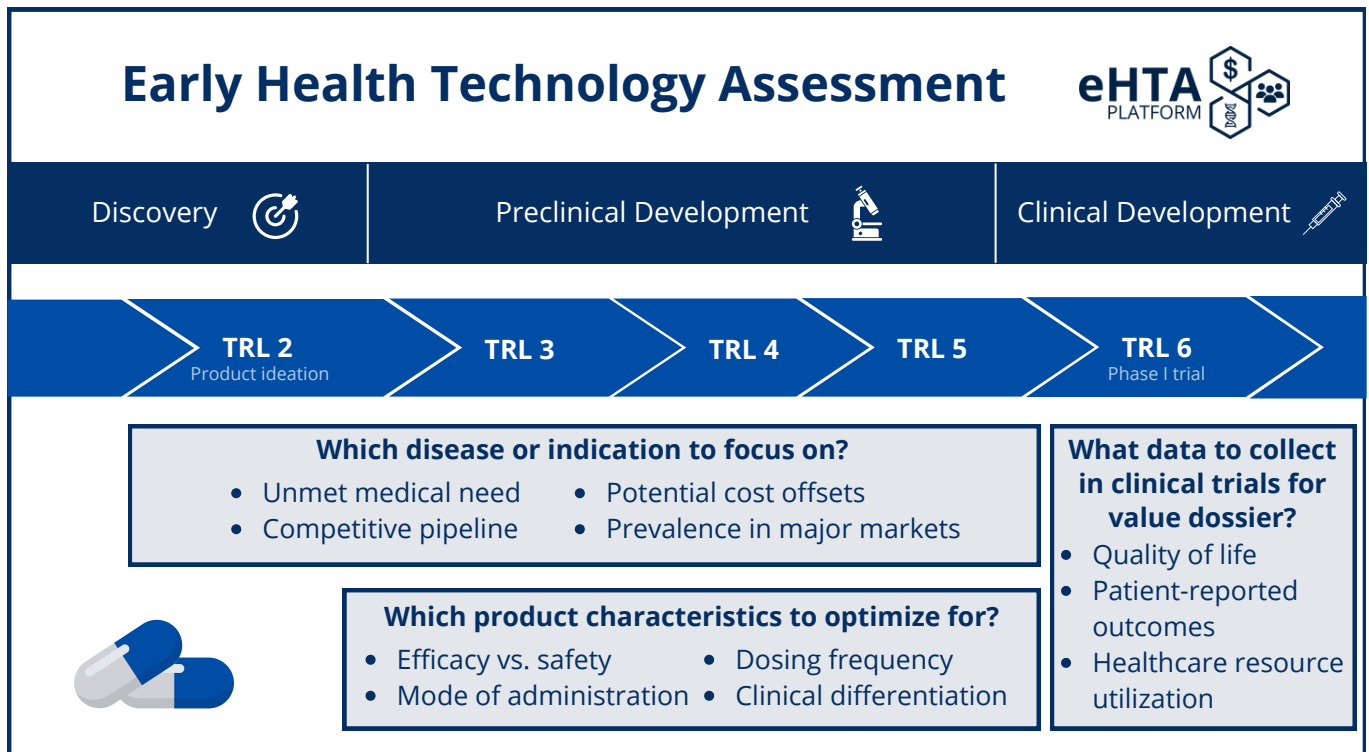 Early Health Technology Assessment
eHTA
PLATFORM
$
Discovery
Preclinical Development
Clinical Development
TRL 2
Product ideation
TRL 3
TRL 4
TRL 5
TRL 6
Phase I trial
Which disease or indication to focus on?
• Unmet medical need
• Competitive pipeline
• Potential cost offsets
• Prevalence in major markets
Which product characteristics to optimize for?
• Efficacy vs. safety
• Mode of administration
• Dosing frequency
• Clinical differentiation
What data to collect
in clinical trials for
value dossier?
• Quality of life
• Patient-reported
outcomes
• Healthcare resource
utilization